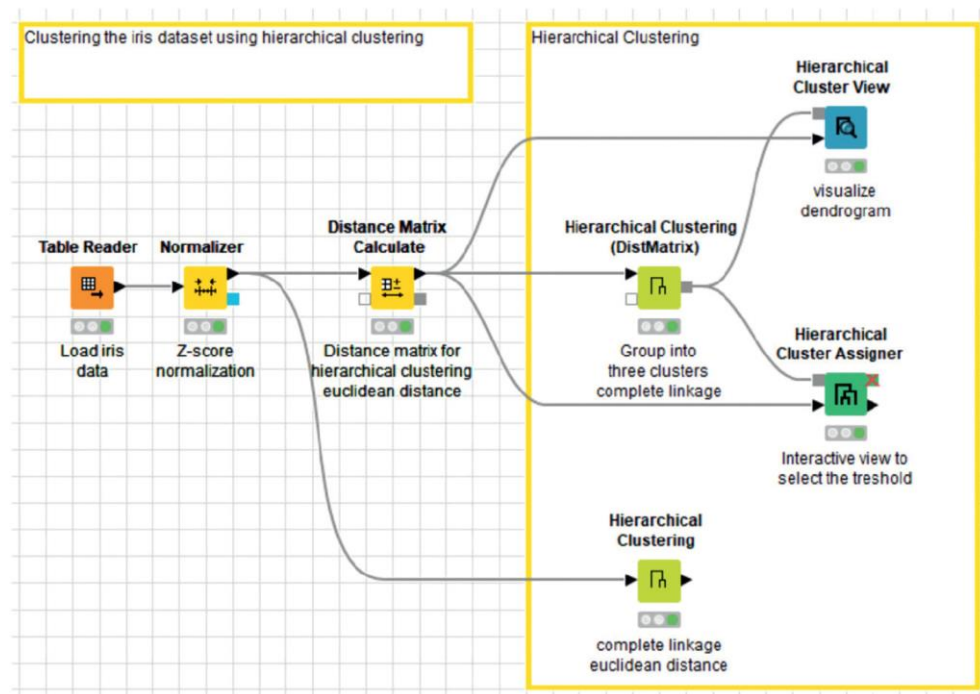 Clustering the iris dataset using hierarchical clustering
Hierarchical Clustering
Hierarchical
Cluster View
visualize
dendrogram
Table Reader
Load iris
data
Normalizer
Z-score
normalization
Distance Matrix
Calculate
Distance matrix for
hierarchical clustering
euclidean distance
Hierarchical Clustering
(DistMatrix)
Group into
three clusters
complete linkage
Hierarchical
Cluster Assigner
Interactive view to
select the treshold
Hierarchical
Clustering
complete linkage
euclidean distance